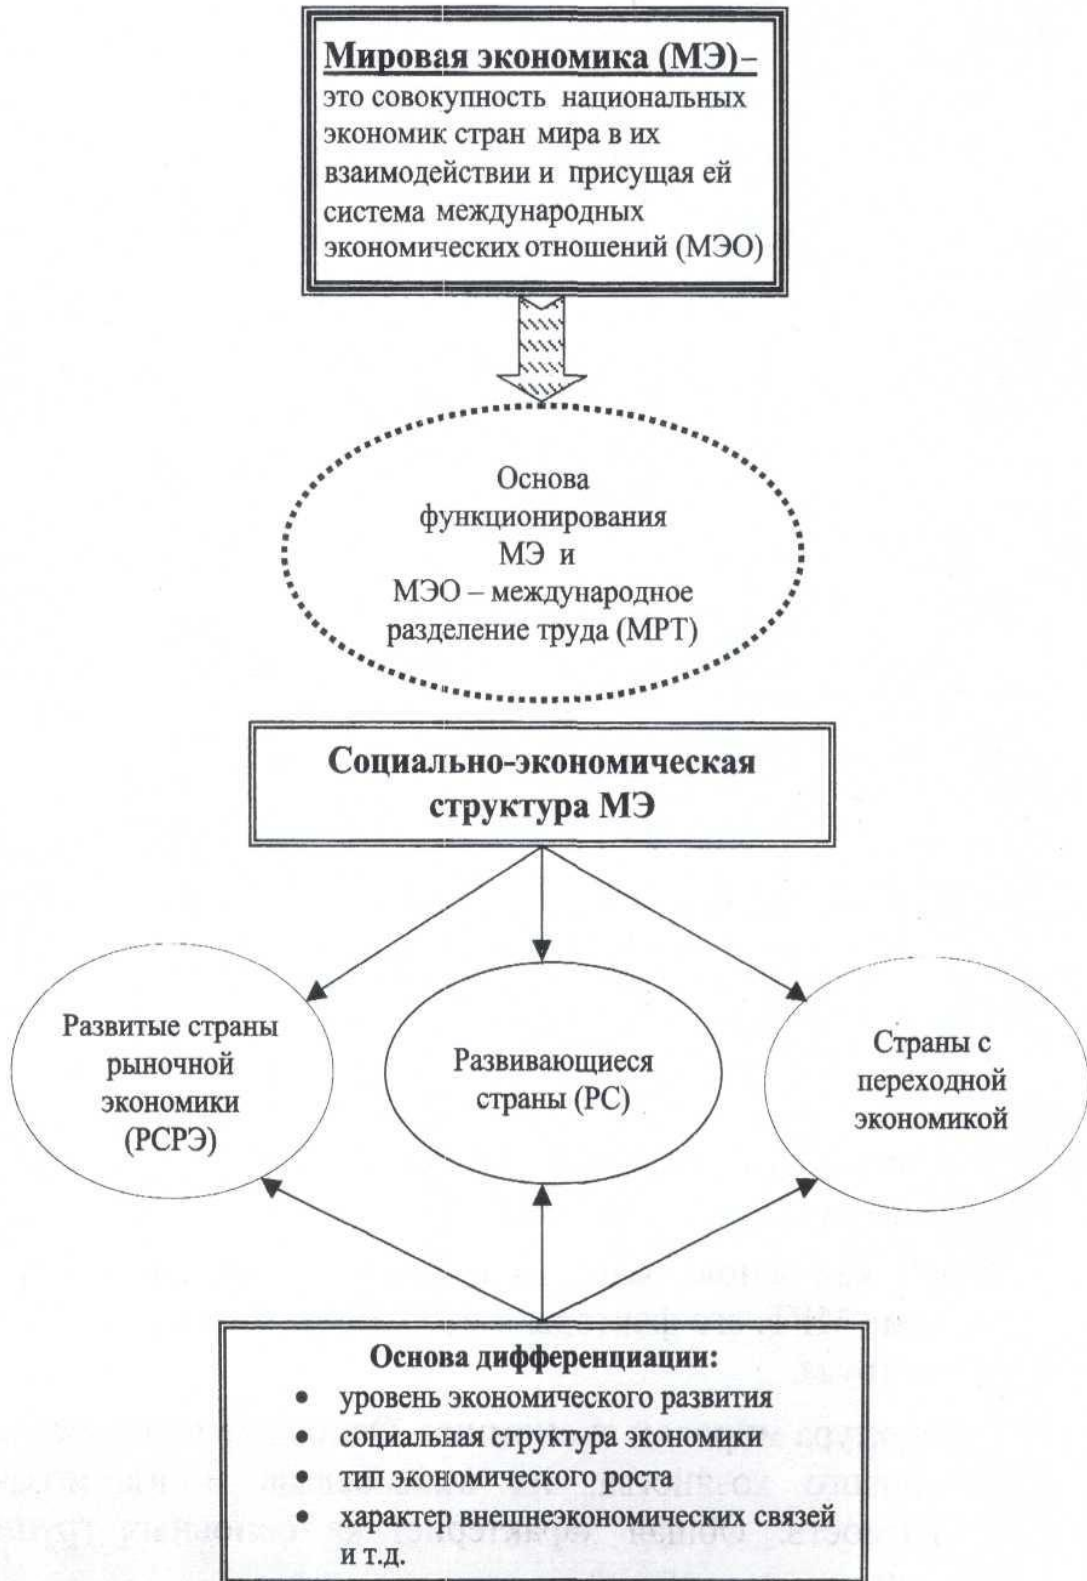 Мировая экономика (МЭ)–
это совокупность национальных
экономик стран мира в их
взаимодействии и присущая ей
система международных
экономических отношений (МЭО)
Основа
функционирования
МЭ и
МЭО – международное
разделение труда (МРТ)
Социально-экономическая
структура МЭ
Развитые страны
рыночной
экономики
(РСРЭ)
Развивающиеся
страны (РС)
Страны с
переходной
экономикой
Основа дифференциации:
• уровень экономического развития
• социальная структура экономики
• тип экономического роста
• характер внешнеэкономических связей
и т.д.